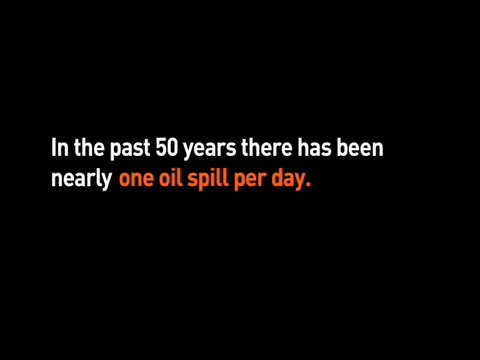 In the past 50 years there has been
nearly one oil spill per day.